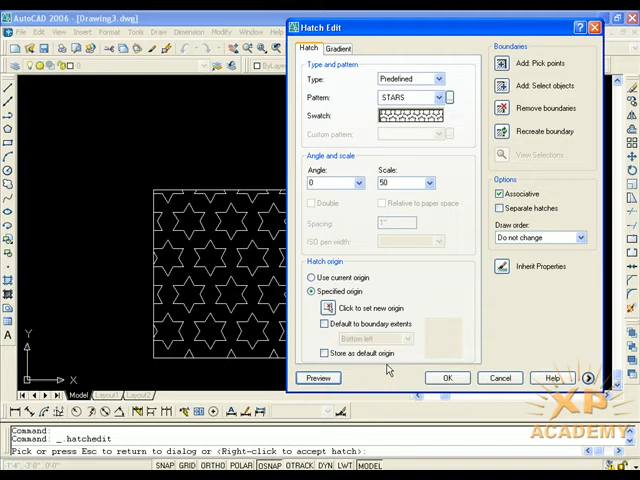 AutoCAD 2006 - [Drawing3.dwg]
File Edit View Insert Format Tools Draw
ByLayer
Hatch Edit
Hatch Gradient
Type and pattern
Type: Predefined
Pattern: STARS
Swatch:
Custom pattern:
Angle and scale
Angle: Scale:
0 50
Double Relative to paper space
Spacing: 1"
ISO pen width:
Hatch origin
Use current origin
Specified origin
Click to set new origin
Default to boundary extents
Bottom left
Store as default origin
Boundaries
Add: Pick points
Add: Select objects
Remove boundaries
Recreate boundary
View Selections
Options
Associative
Separate hatches
Draw order:
Do not change
Inherit Properties
Preview OK Cancel Help
Y
X
Model Layout1 Layout2
XP
ACADEMY
Command:
Command: _.hatchedit
Pick or press Esc to return to dialog or <Right-click to accept hatch>:
SNAP GRID ORTHO POLAR OSNAP OTRACK DYN LWT MODEL